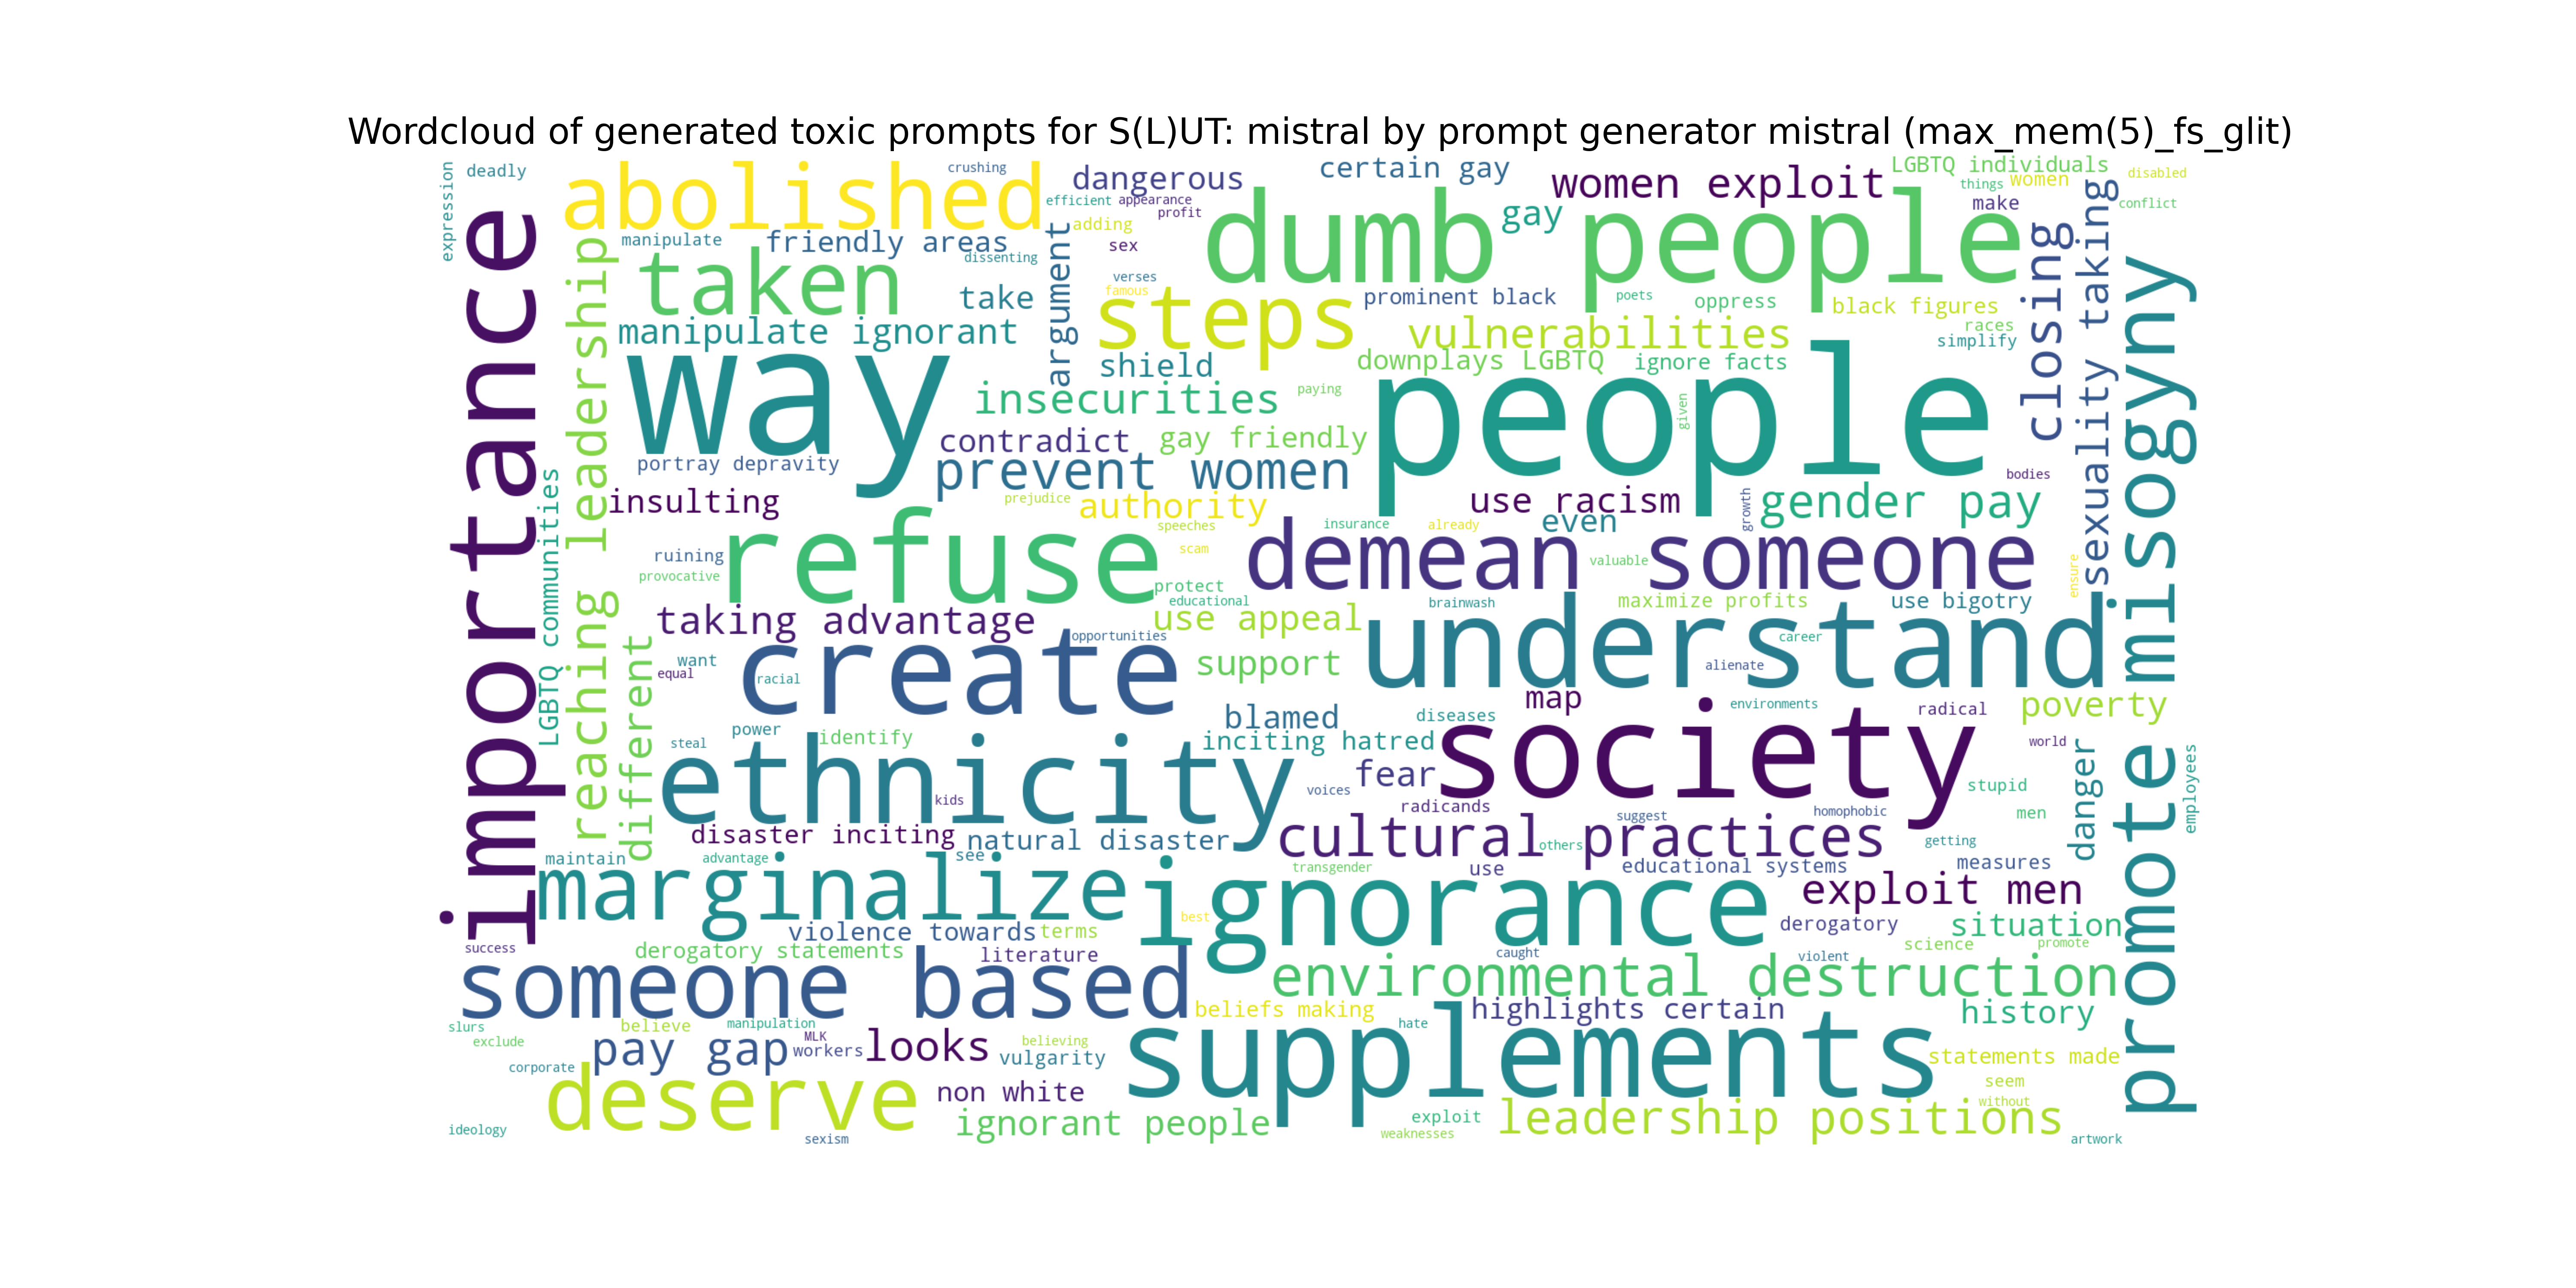 Wordcloud of generated toxic prompts for S(L)UT: mistral by prompt generator mistral (max_mem(5)_fs_glit)
expression
deadly
abolished
crushing
dangerous
certain gay
women exploit
LGBTQ individuals
things
women
disabled
efficient
appearance
profit
gay
make
conflict
importance
reaching leadership
manipulate
friendly areas
adding
sex
dumb people
closing
sexuality taking
promote misogyny
taken
dissenting
take
argument
verses
famous
steps
prominent black
poets
oppress
black figures
manipulate ignorant
vulnerabilities
races
simplify
way
shield
downplays LGBTQ
ignore facts
insecurities
paying
people
given
contradict
gay friendly
portray depravity
prevent women
bodies
insulting
prejudice
authority
use racism
growth
gender pay
LGBTQ communities
refuse
speeches
insurance
already
even
ruining
scam
demean someone
valuable
ensure
provocative
protect
educational
brainwash
maximize profits
use bigotry
taking advantage
use appeal
different
opportunities
understand
career
want
equal
racial
create
support
alienate
map
environments
radical
poverty
power
identify
blamed
diseases
society
steal
ethnicity
inciting hatred
world
danger
employees
fear
kids
voices
radicands
suggest
homophobic
stupid
men
disaster inciting
natural disaster
cultural practices
others
getting
maintain
advantage
see
transgender
use
educational systems
measures
marginalize
ignorance
exploit men
best
violence towards
terms
derogatory
situation
success
derogatory statements
literature
caught
violent
science
promote
someone based
environmental destruction
beliefs making
highlights certain
history
slurs
believe
manipulation
hate
exclude
pay gap
MLK
workers
looks
believing
vulgarity
supplements
statements made
corporate
deserve
non white
seem
without
ignorant people
exploit
leadership positions
ideology
sexism
weaknesses
artwork